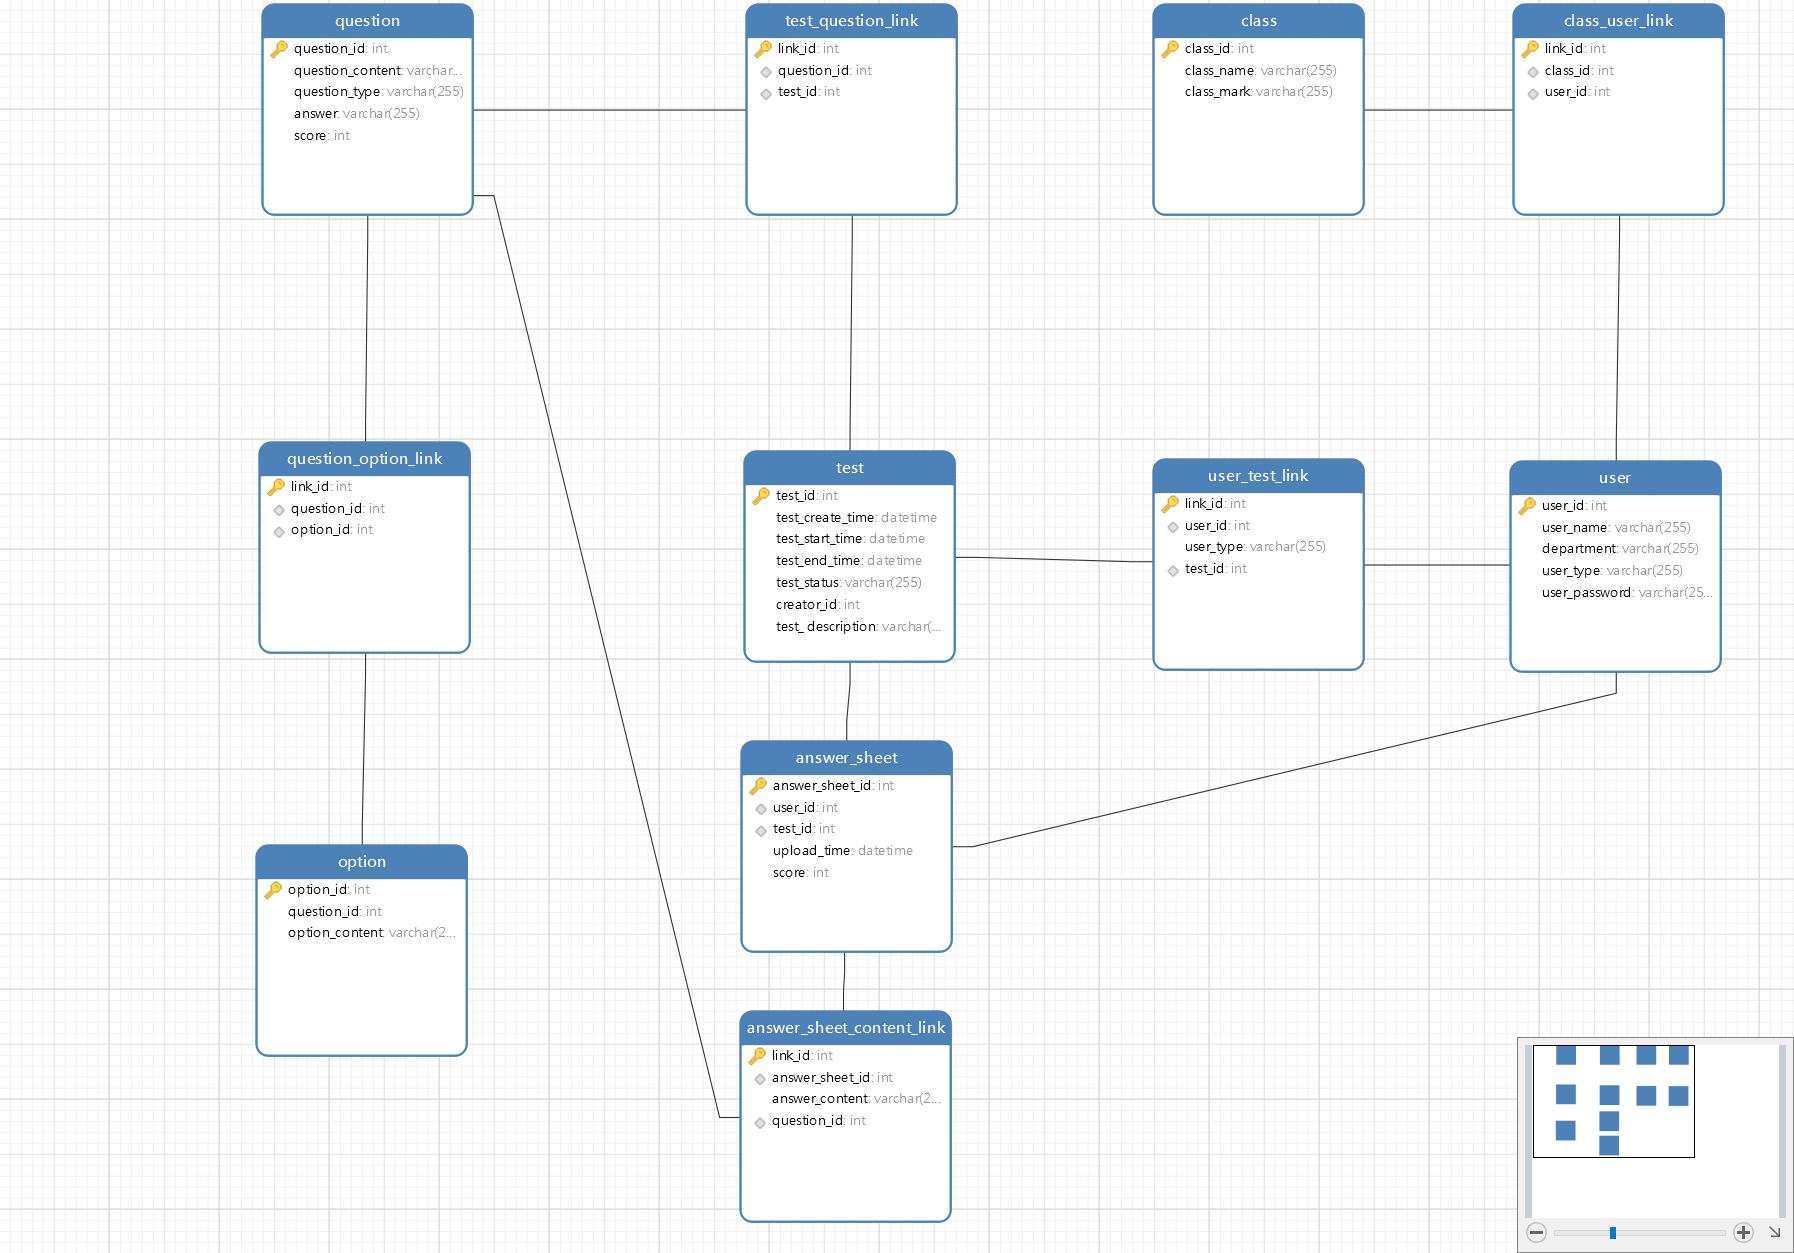 question
question_id: int
question_content: varchar...
question_type: varchar(255)
answer: varchar(255)
score: int
test_question_link
link_id: int
question_id: int
test_id: int
class
class_id: int
class_name: varchar(255)
class_mark: varchar(255)
class_user_link
link_id: int
class_id: int
user_id: int
question_option_link
link_id: int
question_id: int
option_id: int
test
test_id: int
test_create_time: datetime
test_start_time: datetime
test_end_time: datetime
test_status: varchar(255)
creator_id: int
test_ description: varchar(...
user_test_link
link_id: int
user_id: int
user_type: varchar(255)
test_id: int
user
user_id: int
user_name: varchar(255)
department: varchar(255)
user_type: varchar(255)
user_password: varchar(25...
answer_sheet
answer_sheet_id: int
user_id: int
test_id: int
upload_time: datetime
score: int
option
option_id: int
question_id: int
option_content: varchar(2...
answer_sheet_content_link
link_id: int
answer_sheet_id: int
answer_content: varchar(2...
question_id: int